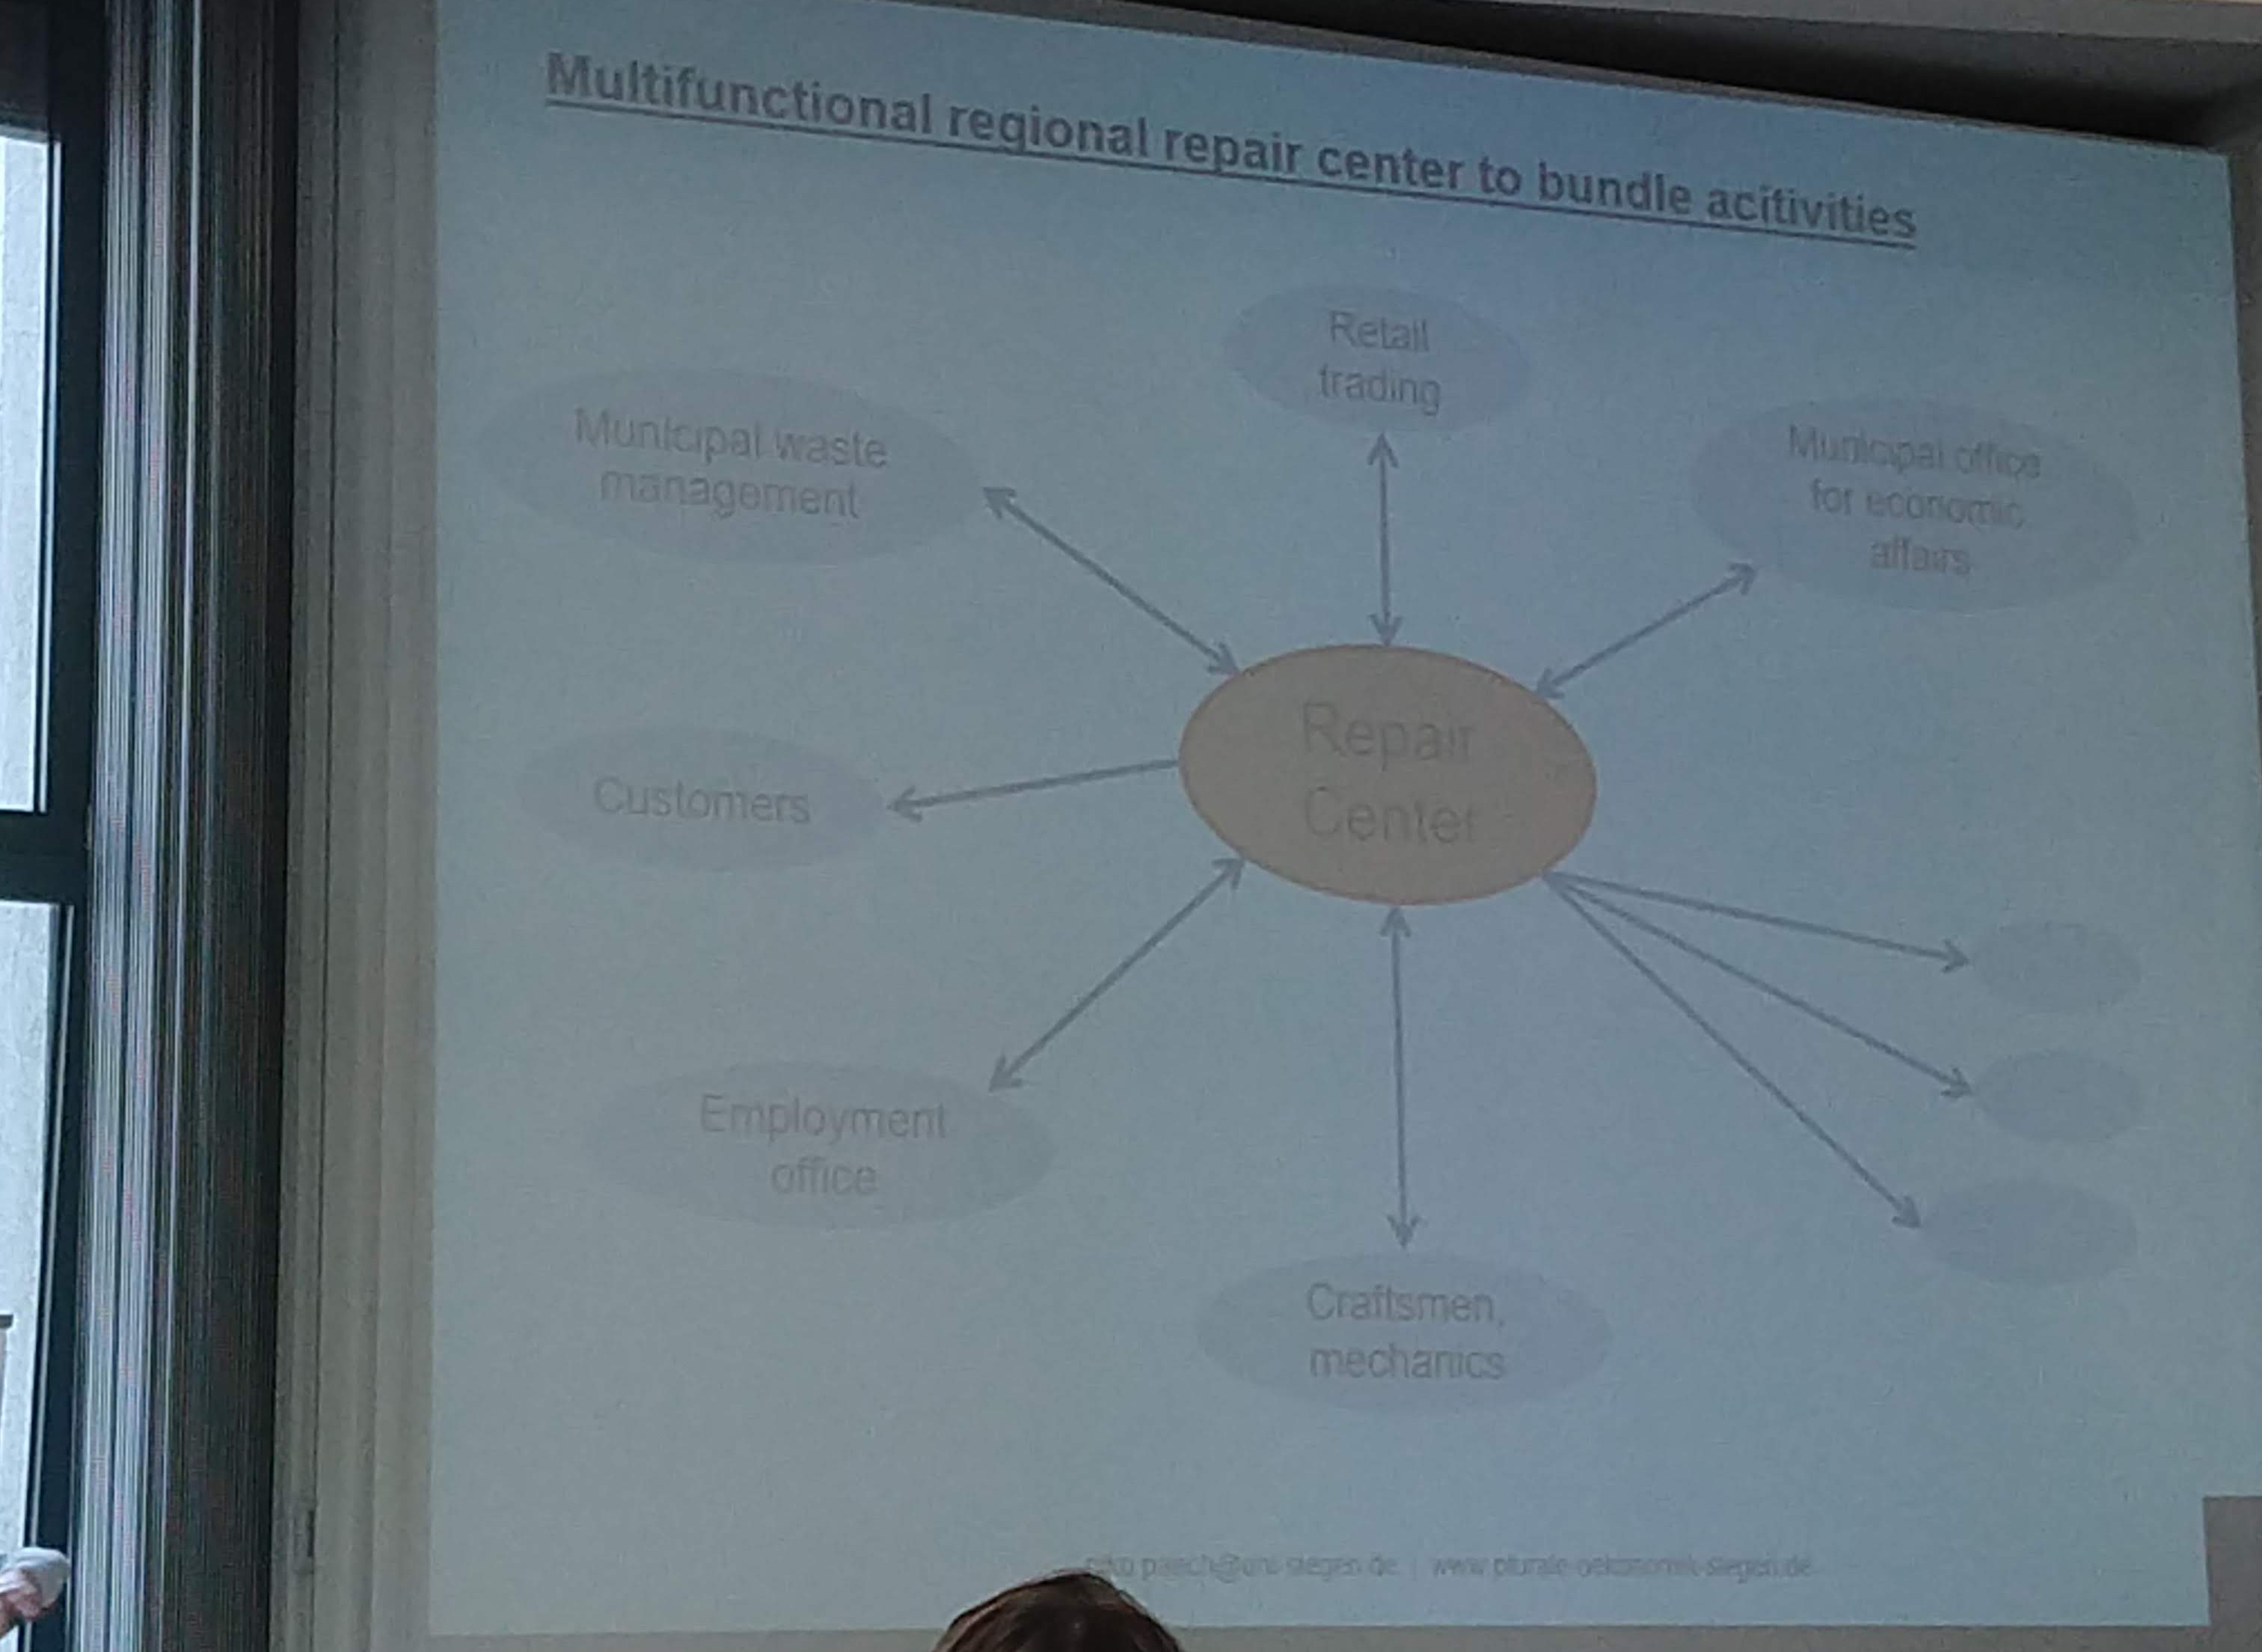 Multifunctional regional repair center to bundle acitivities
Retail
trading
Municipal waste
management
Municipal office
for economic
affairs
Repair
Center
Customers
Employment
office
Craftsmen,
mechanics
paech@uni-siegen.de | www.plurale-oekonomik-siegen.de